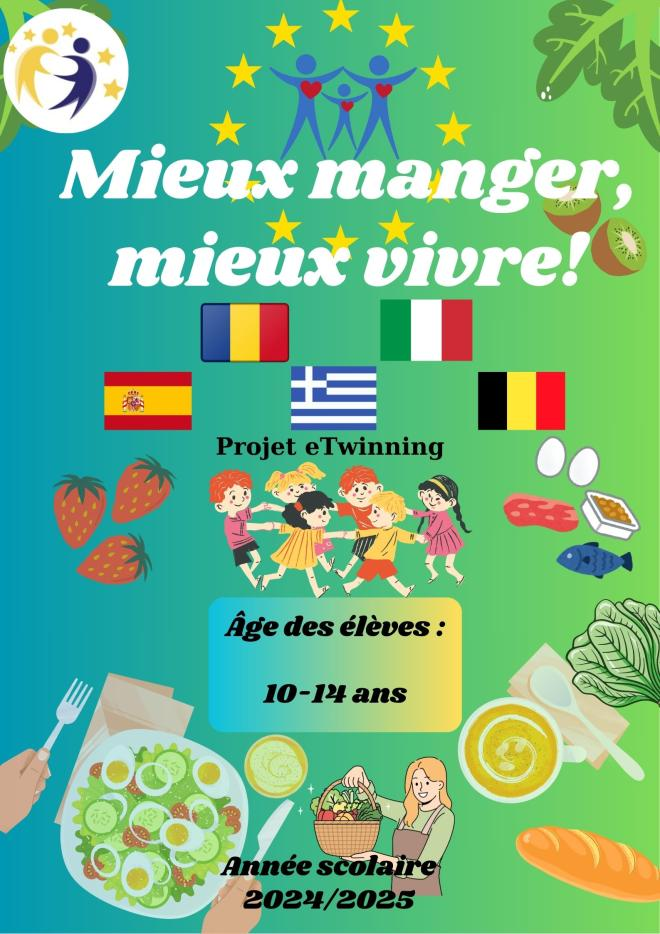 Mieux manger,
mieux vivre!
Projet eTwinning
Âge des élèves :
10-14 ans
Année scolaire
2024/2025